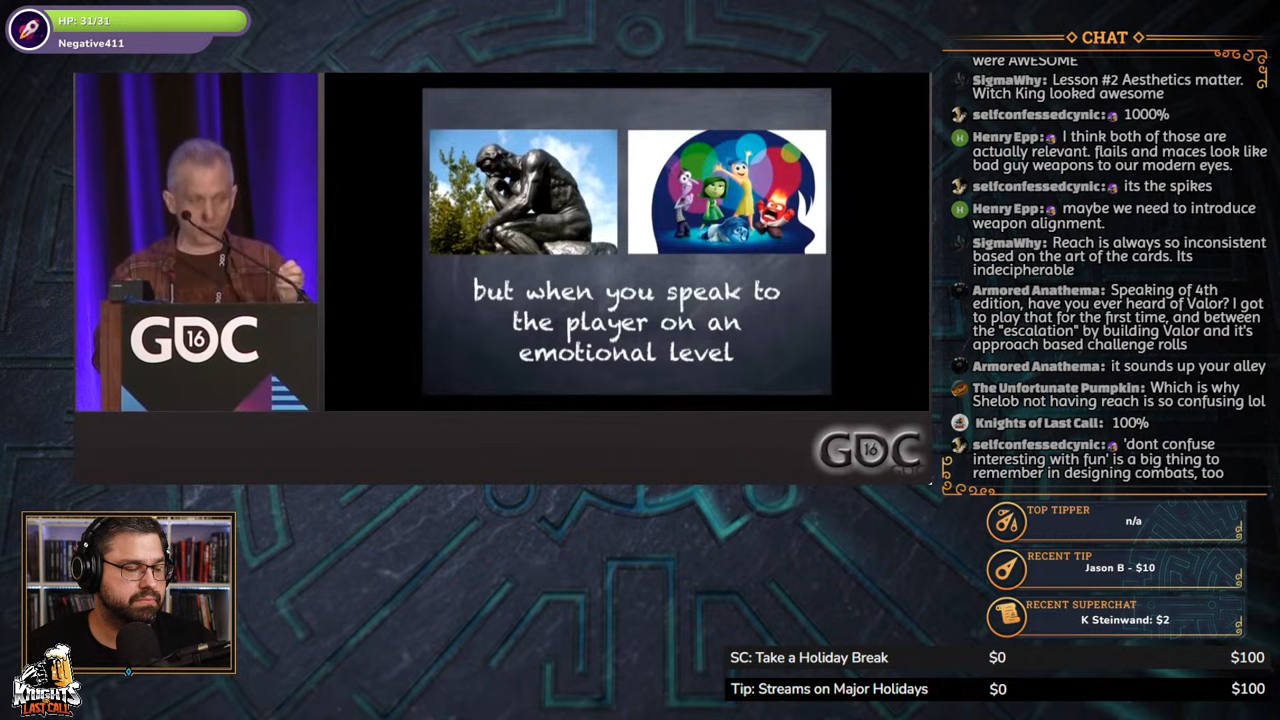 HP: 31/31
Negative411
GDC 16
but when you speak to
the player on an
emotional level
GDC 16
KNIGHTS
OF LAST CALL
CHAT
were AWESOME
SigmaWhy: Lesson #2 Aesthetics matter.
Witch King looked awesome
selfconfessedcynic: 1000%
Henry Epp: I think both of those are
actually relevant. flails and maces look like
bad guy weapons to our modern eyes.
selfconfessedcynic: its the spikes
Henry Epp: maybe we need to introduce
weapon alignment.
SigmaWhy: Reach is always so inconsistent
based on the art of the cards. Its
indecipherable
Armored Anathema: Speaking of 4th
edition, have you ever heard of Valor? I got
to play that for the first time, and between
the "escalation" by building Valor and it's
approach based challenge rolls
Armored Anathema: it sounds up your alley
The Unfortunate Pumpkin: Which is why
Shelob not having reach is so confusing lol
Knights of Last Call: 100%
selfconfessedcynic: 'dont confuse
interesting with fun' is a big thing to
remember in designing combats, too
TOP TIPPER
n/a
RECENT TIP
Jason B - $10
RECENT SUPERCHAT
K Steinwand: $2
SC: Take a Holiday Break $0 $100
Tip: Streams on Major Holidays $0 $100